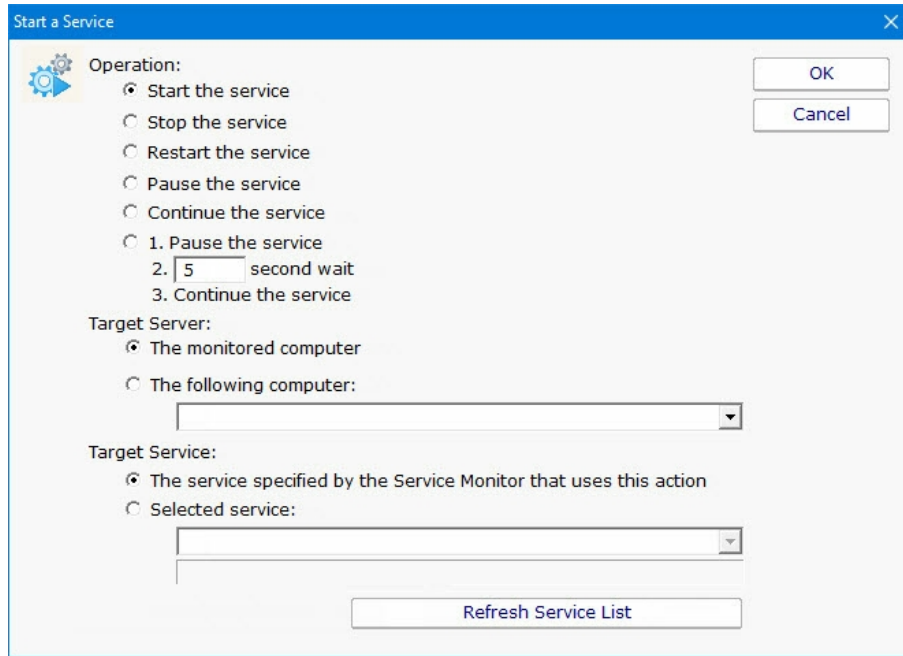 Start a Service
Operation:
Start the service
OK
Stop the service
Cancel
Restart the service
Pause the service
Continue the service
1. Pause the service
2. 5 second wait
3. Continue the service
Target Server:
The monitored computer
The following computer:
Target Service:
The service specified by the Service Monitor that uses this action
Selected service:
Refresh Service List